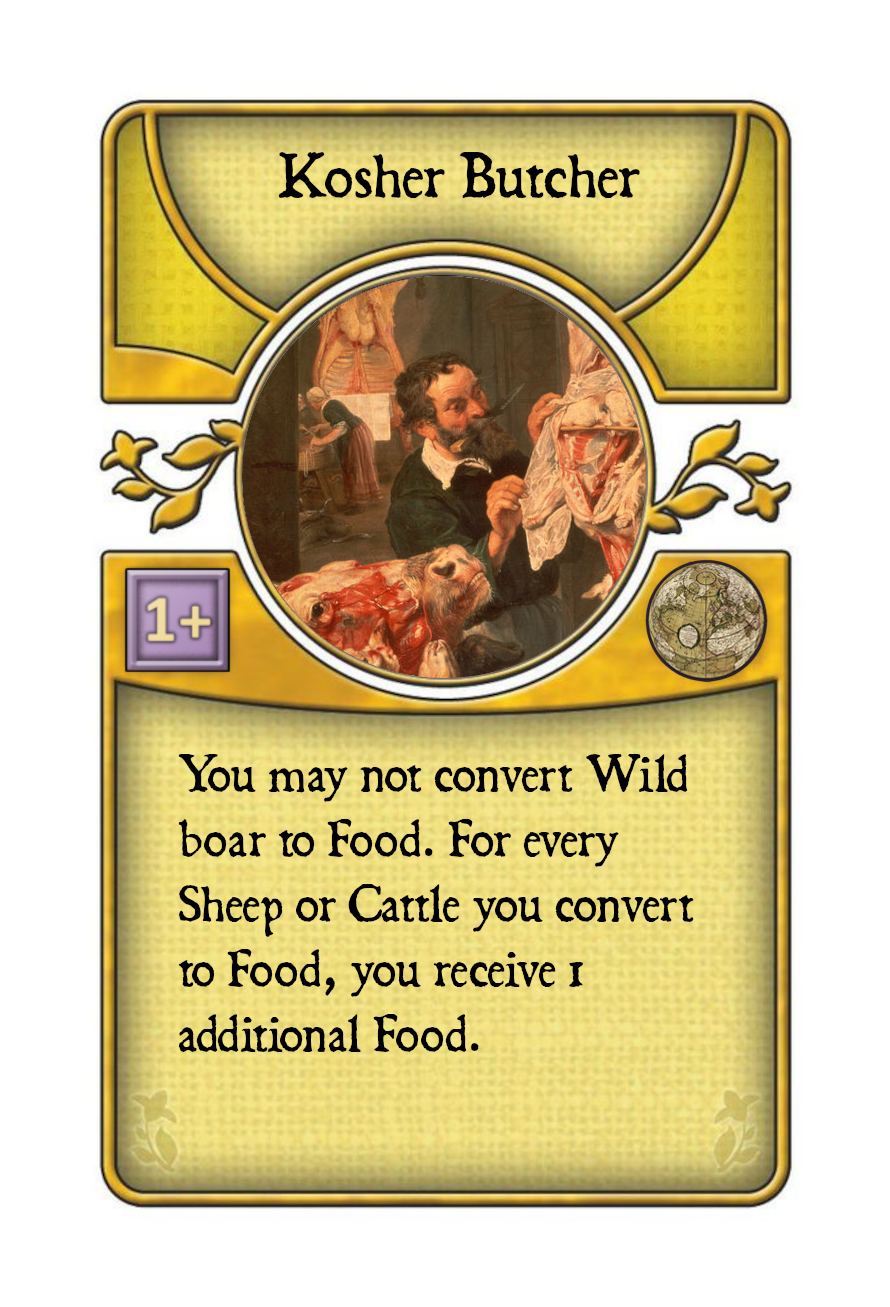 Kosher Butcher
1+
You may not convert Wild
boar to Food. For every
Sheep or Cattle you convert
to Food, you receive 1
additional Food.